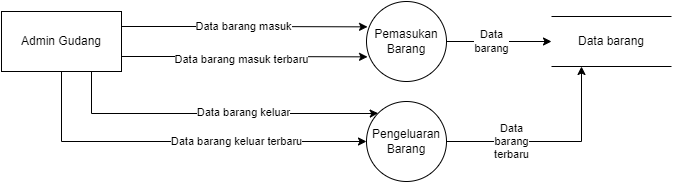 Data barang masuk
Admin Gudang
Pemasukan
Barang
Data
barang
Data barang
Data barang masuk terbaru
Data barang keluar
Data barang keluar terbaru
Pengeluaran
Barang
Data
barang
terbaru